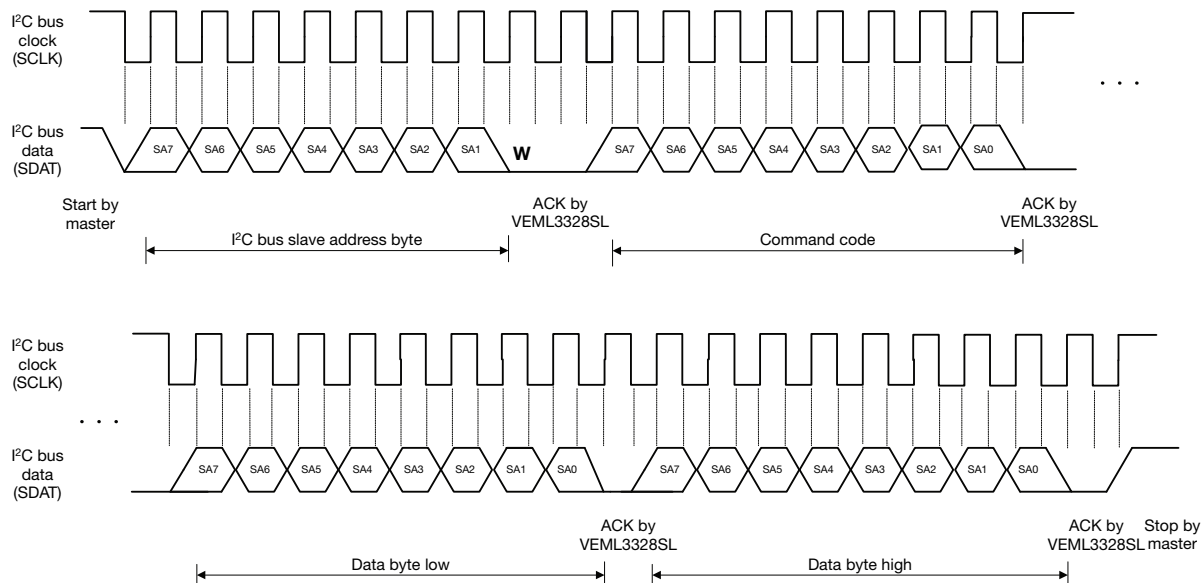 I²C bus
clock
(SCLK)
. . .
I²C bus
data
(SDAT)
SA7 SA6 SA5 SA4 SA3 SA2 SA1 W SA7 SA6 SA5 SA4 SA3 SA2 SA1 SA0
Start by
master
ACK by
VEML3328SL
ACK by
VEML3328SL
I²C bus slave address byte
Command code
I²C bus
clock
(SCLK)
. . .
I²C bus
data
(SDAT)
SA7 SA6 SA5 SA4 SA3 SA2 SA1 SA0 SA7 SA6 SA5 SA4 SA3 SA2 SA1 SA0
ACK by
VEML3328SL
ACK by
VEML3328SL
Stop by
master
Data byte low
Data byte high